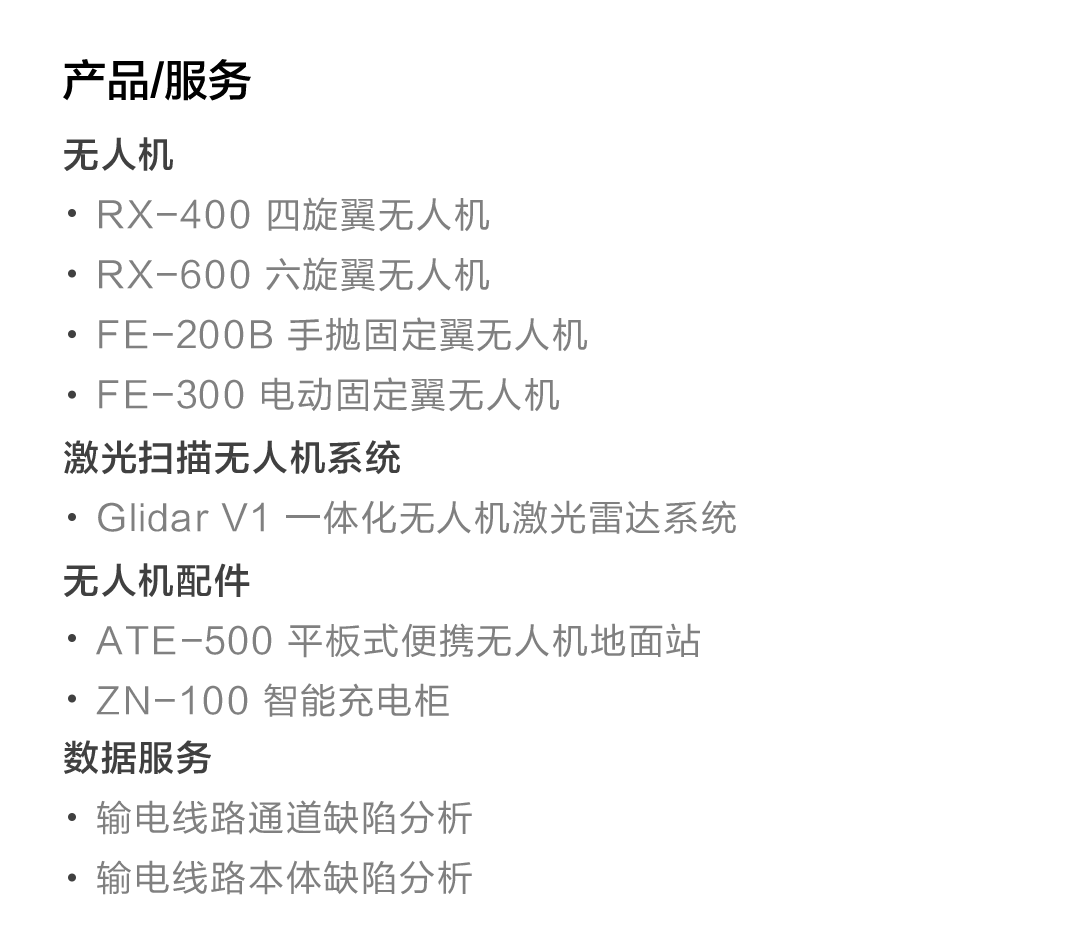 产品/服务
无人机
• RX-400 四旋翼无人机
• RX-600 六旋翼无人机
• FE-200B 手抛固定翼无人机
• FE-300 电动固定翼无人机
激光扫描无人机系统
• Glidar V1 一体化无人机激光雷达系统
无人机配件
• ATE-500 平板式便携无人机地面站
• ZN-100 智能充电柜
数据服务
• 输电线路通道缺陷分析
• 输电线路本体缺陷分析